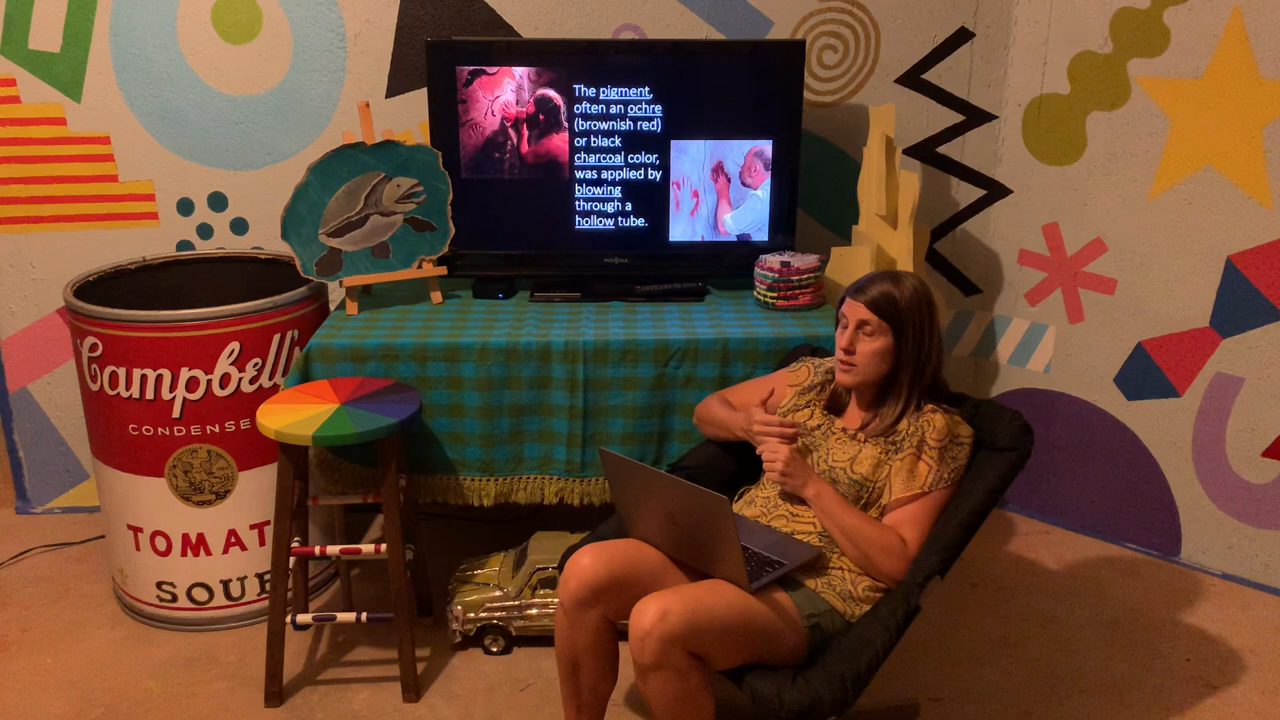 The pigment,
often an ochre
(brownish red)
or black
charcoal color,
was applied by
blowing
through a
hollow tube.
INSIGNIA
Campbell's
CONDENSE
TOMAT
SOUP